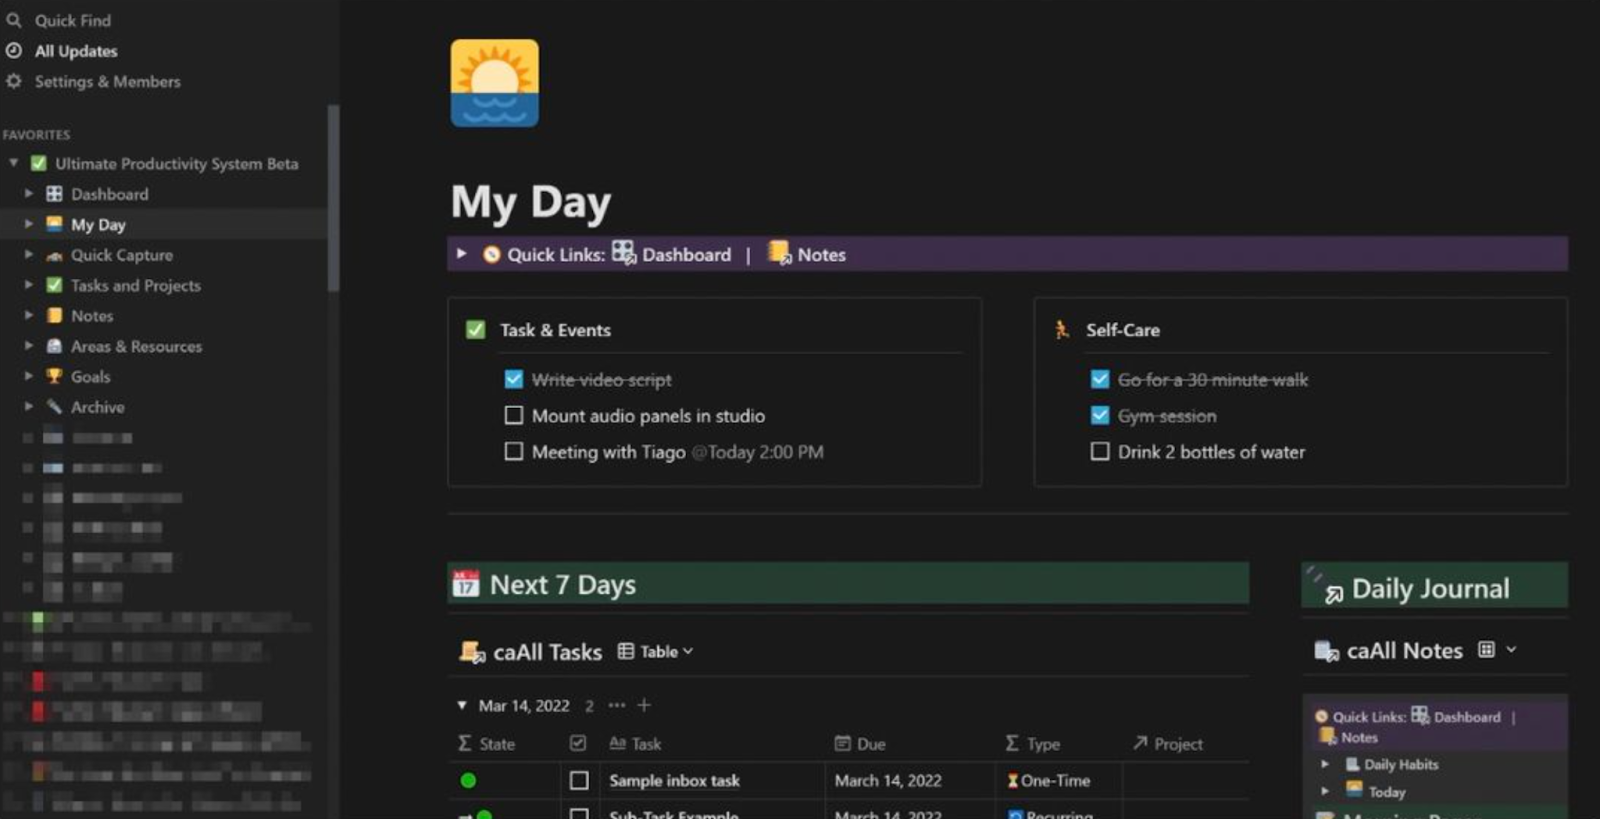 Quick Find
All Updates
Settings & Members
FAVORITES
Ultimate Productivity System Beta
Dashboard
My Day
Quick Capture
Tasks and Projects
Notes
Areas & Resources
Goals
Archive
My Day
Quick Links: Dashboard | Notes
Task & Events
Write video script
Mount audio panels in studio
Meeting with Tiago @Today 2:00 PM
Self-Care
Go for a 30 minute walk
Gym session
Drink 2 bottles of water
JUL 17 Next 7 Days
caAll Tasks Table
Mar 14, 2022 2
State Aa Task Due Type Project
Sample inbox task March 14, 2022 One-Time
Sub-Task Example March 14, 2022 Recurring
Daily Journal
caAll Notes
Quick Links: Dashboard |
Notes
Daily Habits
Today